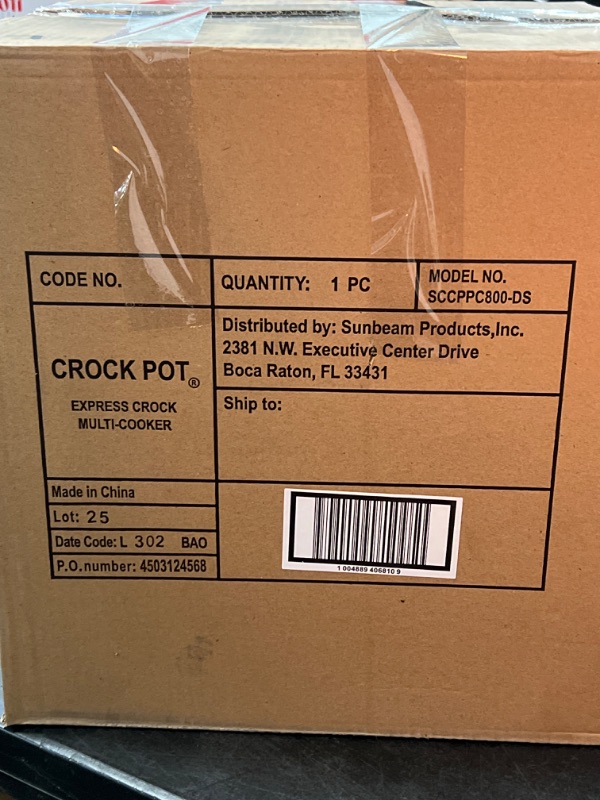 CODE NO.
QUANTITY: 1 PC
MODEL NO.
SCCPPC800-DS
CROCK POT®
EXPRESS CROCK
MULTI-COOKER
Distributed by: Sunbeam Products,Inc.
2381 N.W. Executive Center Drive
Boca Raton, FL 33431
Ship to:
Made in China
Lot: 25
Date Code: L 302 BAO
P.O.number: 4503124568
1 004889 406810 9